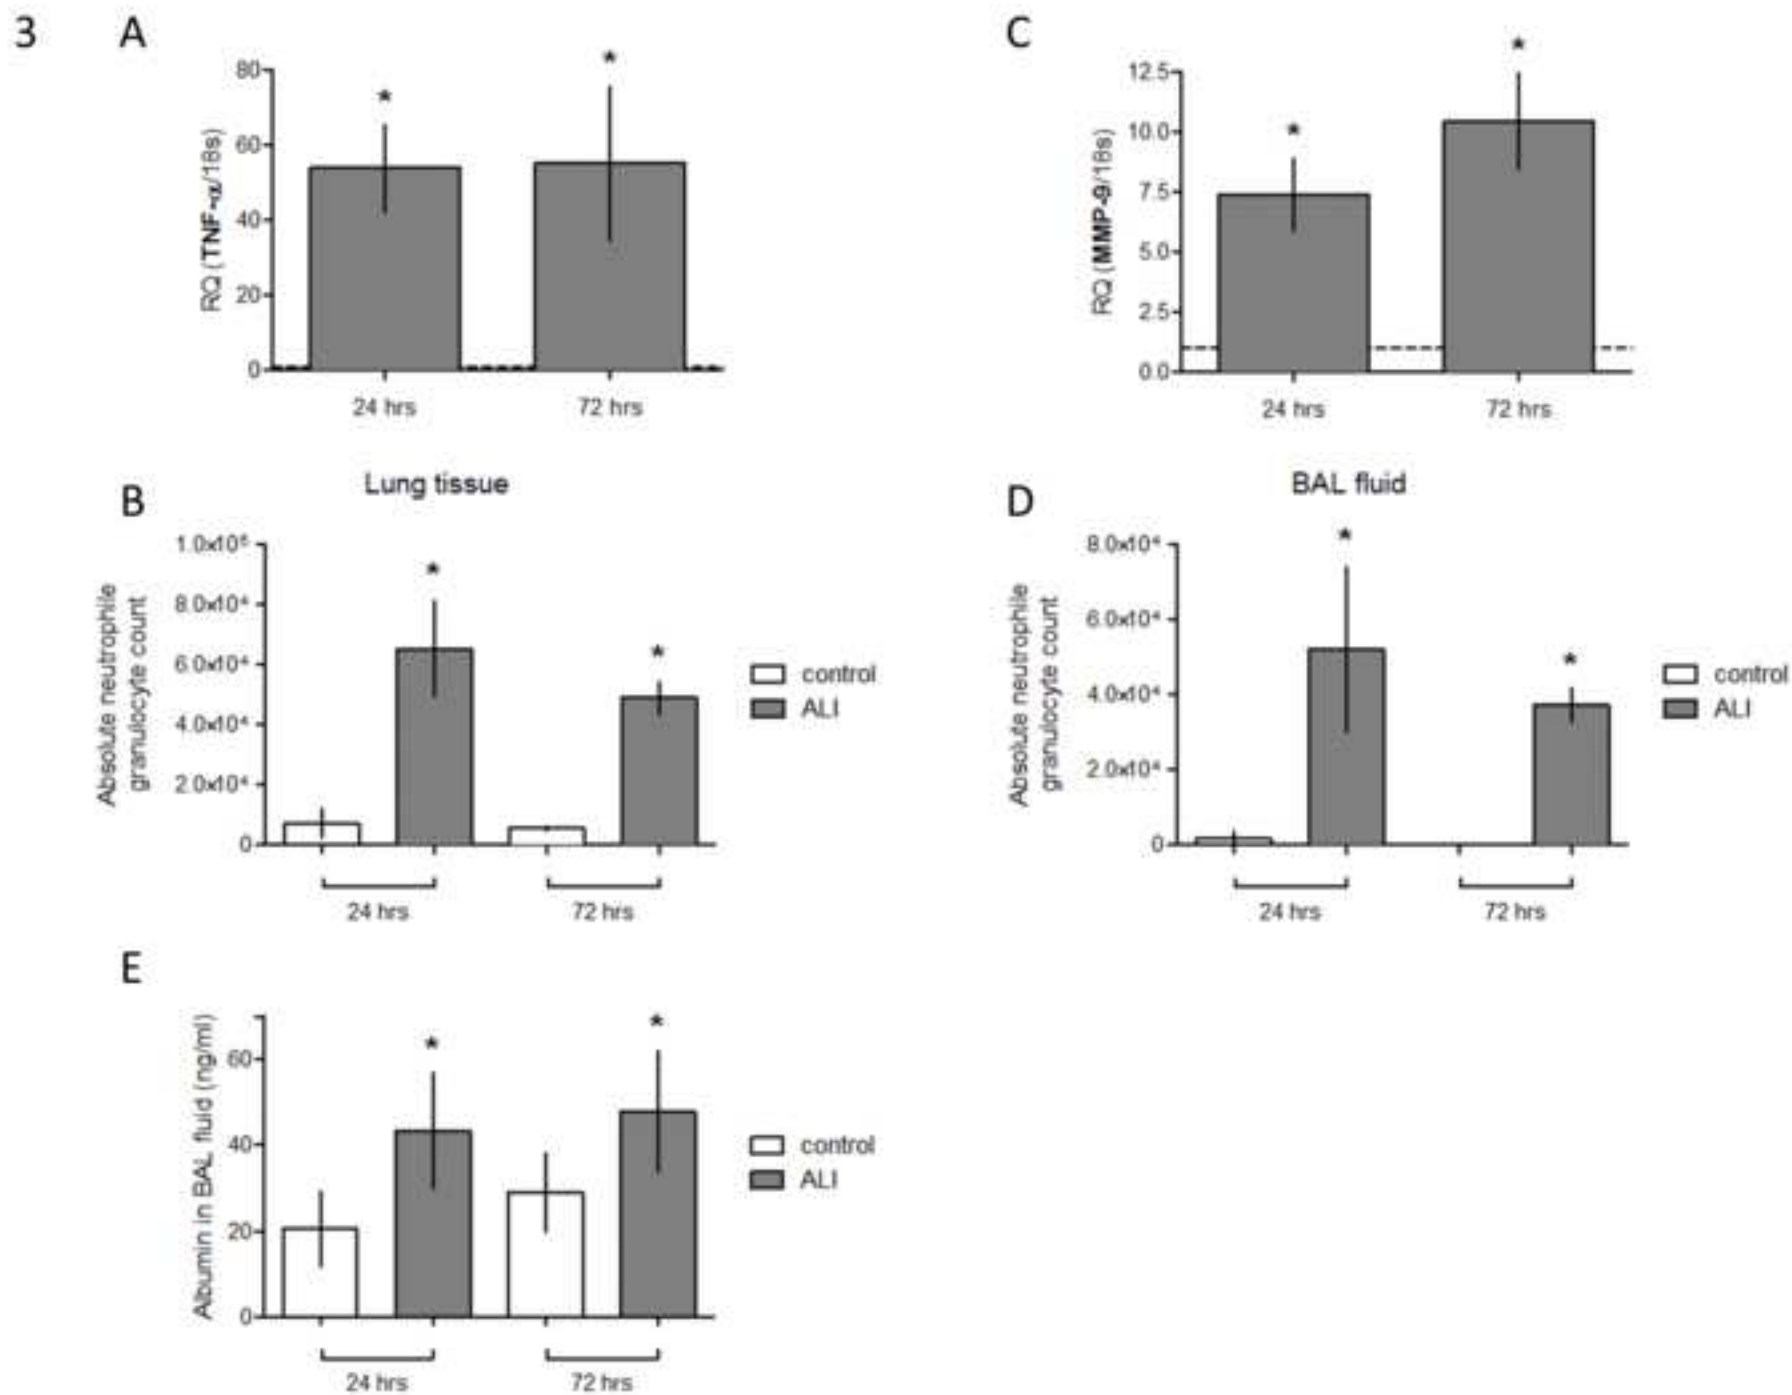 3
A
*
*
80
60
40
20
0
RQ (TNF-α/18s)
24 hrs
72 hrs
C
*
*
12.5
10.0
7.5
5.0
2.5
0.0
RQ (MMP-9/18s)
24 hrs
72 hrs
B
Lung tissue
*
*
8.0x10⁴
6.0x10⁴
4.0x10⁴
2.0x10⁴
0
Absolute neutrophile
granulocyte count
24 hrs
72 hrs
control
ALI
D
BAL fluid
*
*
8.0x10⁴
6.0x10⁴
4.0x10⁴
2.0x10⁴
0
Absolute neutrophile
granulocyte count
24 hrs
72 hrs
control
ALI
E
*
*
60
40
20
0
Albumin in BAL fluid (ng/ml)
24 hrs
72 hrs
control
ALI